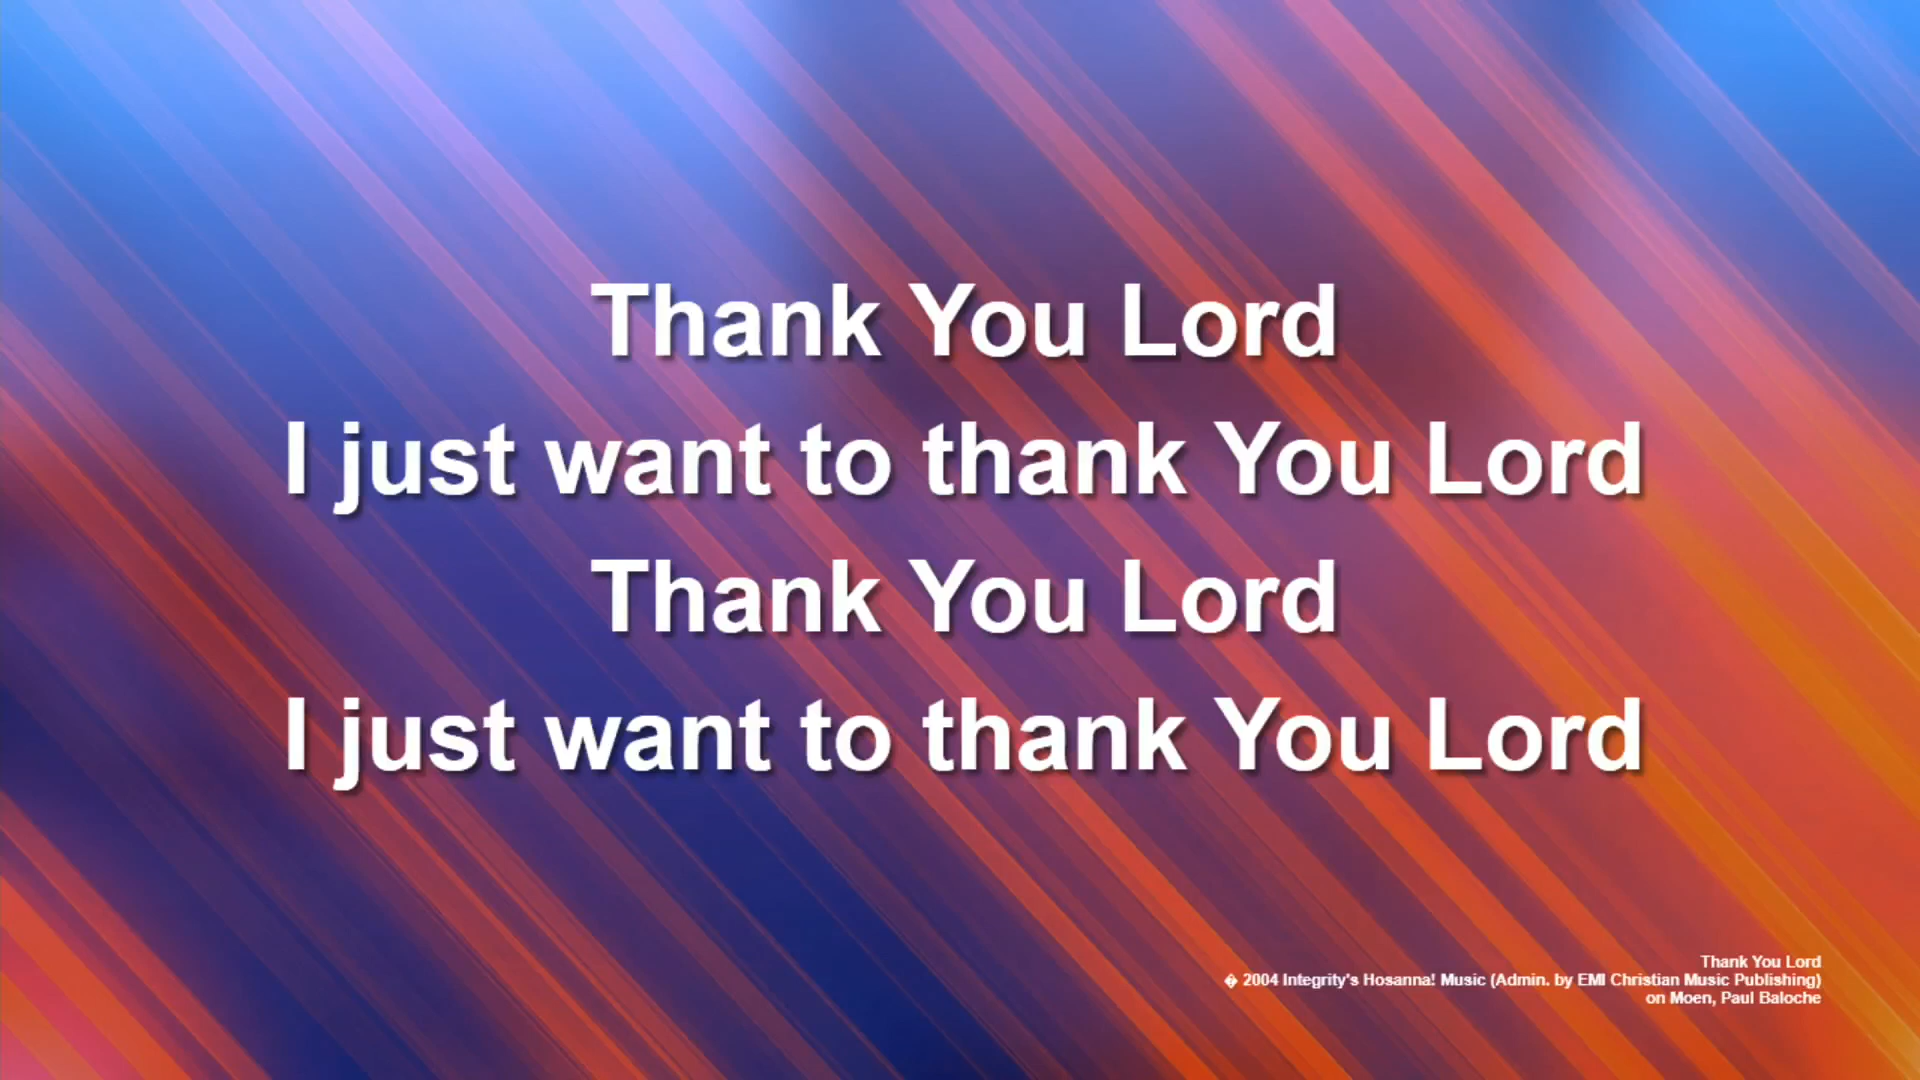 Thank You Lord
I just want to thank You Lord
Thank You Lord
I just want to thank You Lord
Thank You Lord
� 2004 Integrity's Hosanna! Music (Admin. by EMI Christian Music Publishing)
on Moen, Paul Baloche